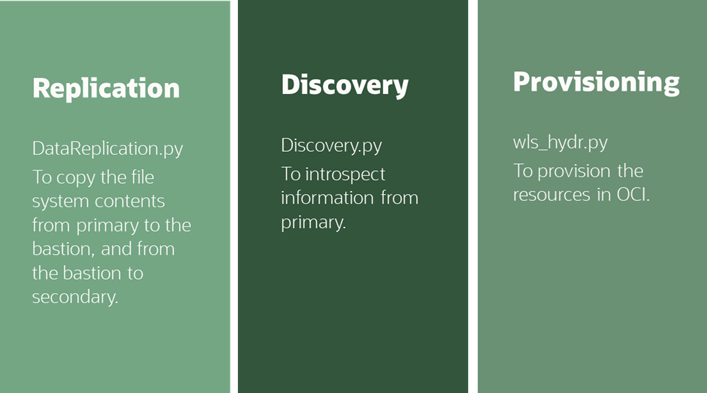 Replication
DataReplication.py
To copy the file
system contents
from primary to the
bastion, and from
the bastion to
secondary.
Discovery
Discovery.py
To introspect
information from
primary.
Provisioning
wls_hydr.py
To provision the
resources in OCI.